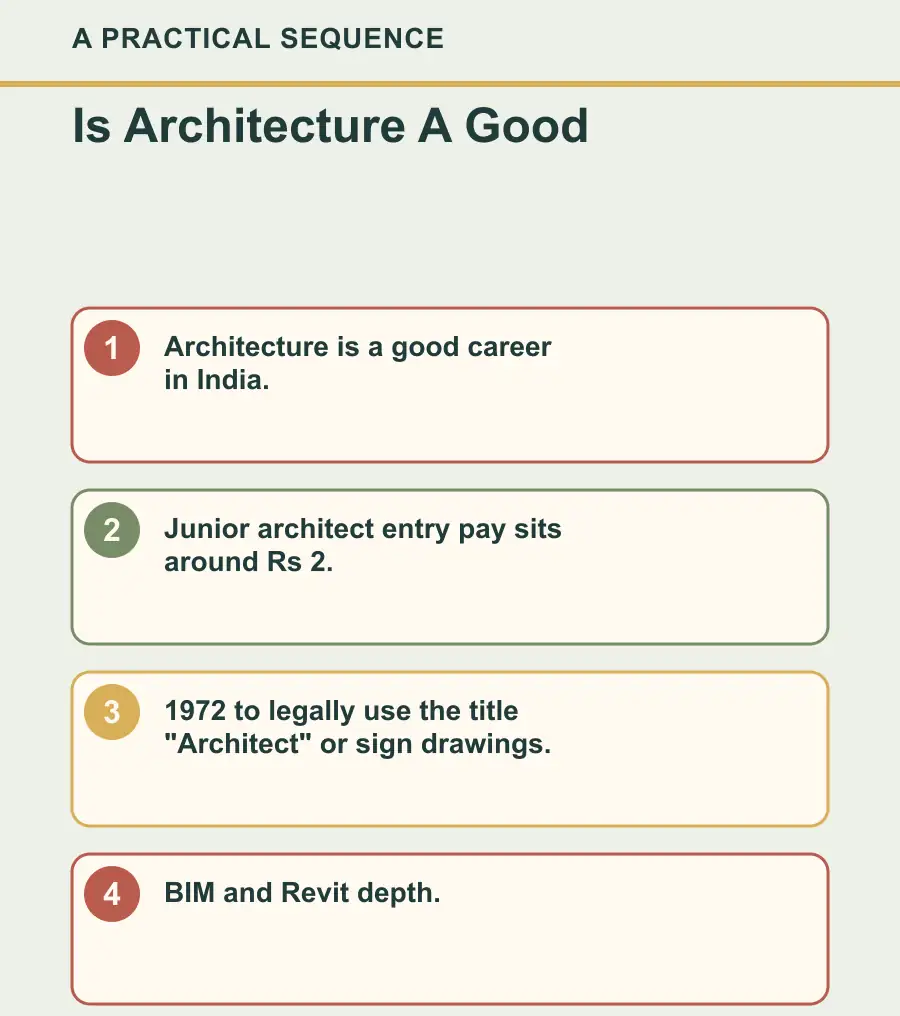 A PRACTICAL SEQUENCE
Is Architecture A Good
1
Architecture is a good career
in India.
2
Junior architect entry pay sits
around Rs 2.
3
1972 to legally use the title
"Architect" or sign drawings.
4
BIM and Revit depth.